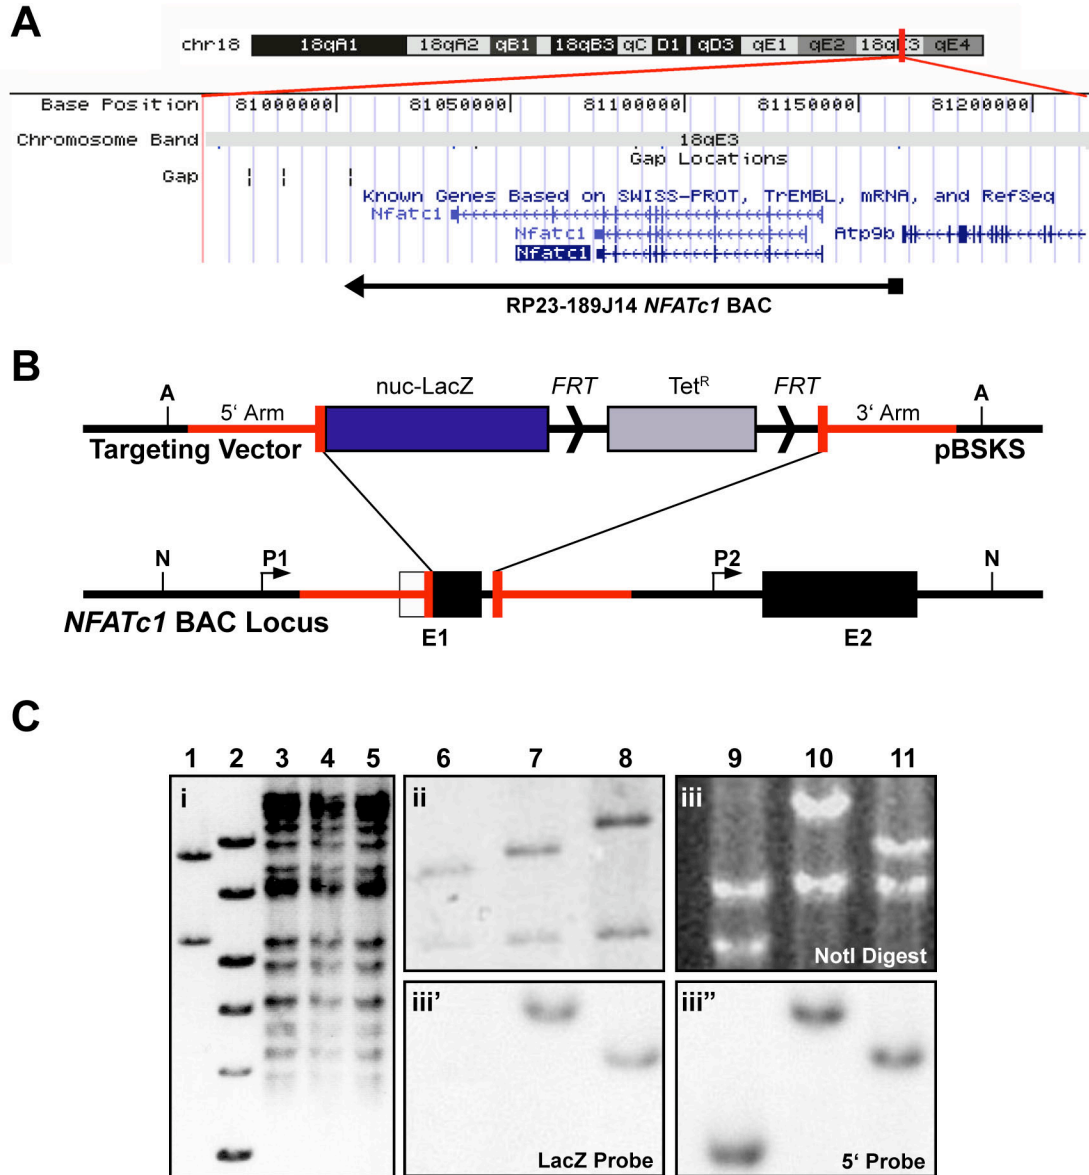 A
chr18 18qA1 18qA2 qB1 18qB3 qC D1 qD3 qE1 qE2 18qE3 qE4
Base Position 81000000 81050000 81100000 81150000 81200000
Chromosome Band 18qE3
Gap Locations
Gap
Known Genes Based on SWISS-PROT, TrEMBL, mRNA, and RefSeq
Nfatc1
Nfatc1 Atp9b
Nfatc1
RP23-189J14 NFATc1 BAC
B
nuc-LacZ FRT TetR FRT
A 5‘ Arm 3‘ Arm A
Targeting Vector pBSKS
N P1 P2 N
NFATc1 BAC Locus
E1 E2
C
1 2 3 4 5 6 7 8 9 10 11
i ii iii
NotI Digest
iii’ iii”
LacZ Probe 5‘ Probe